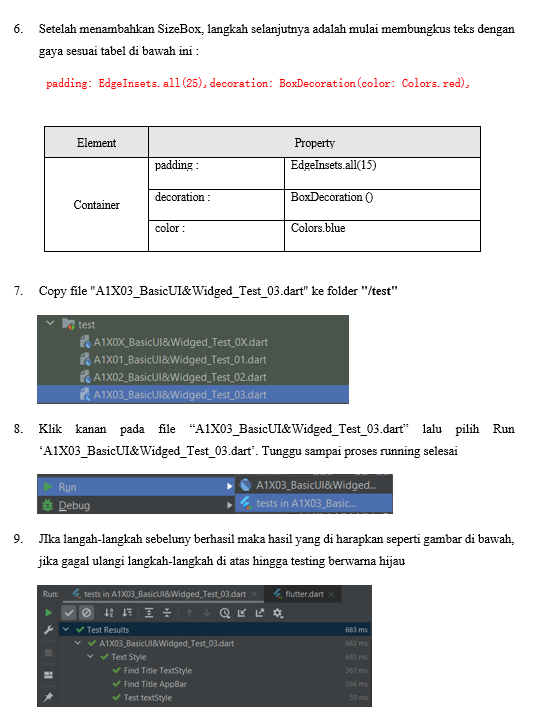 6. Setelah menambahkan SizeBox, langkah selanjutnya adalah mulai membungkus teks dengan
gaya sesuai tabel di bawah ini :
padding: EdgeInsets.all(25),decoration: BoxDecoration(color: Colors.red),
Element Property
padding : EdgeInsets.all(15)
Container
decoration : BoxDecoration ()
color : Colors.blue
7. Copy file "A1X03_BasicUI&Widged_Test_03.dart" ke folder "/test"
test
A1X0X_BasicUI&Widged_Test_0X.dart
A1X01_BasicUI&Widged_Test_01.dart
A1X02_BasicUI&Widged_Test_02.dart
A1X03_BasicUI&Widged_Test_03.dart
8. Klik kanan pada file “A1X03_BasicUI&Widged_Test_03.dart” lalu pilih Run
‘A1X03_BasicUI&Widged_Test_03.dart’. Tunggu sampai proses running selesai
Run A1X03_BasicUI&Widged...
Debug tests in A1X03_Basic...
9. JIka langah-langkah sebeluny berhasil maka hasil yang di harapkan seperti gambar di bawah,
jika gagal ulangi langkah-langkah di atas hingga testing berwarna hijau
Run: tests in A1X03_BasicUI&Widged_Test_03.dart × flutter.dart ×
Test Results 683 ms
A1X03_BasicUI&Widged_Test_03.dart 683 ms
Text Style 683 ms
Find Title TextStyle 367 ms
Find Title AppBar 266 ms
Test textStyle 50 ms